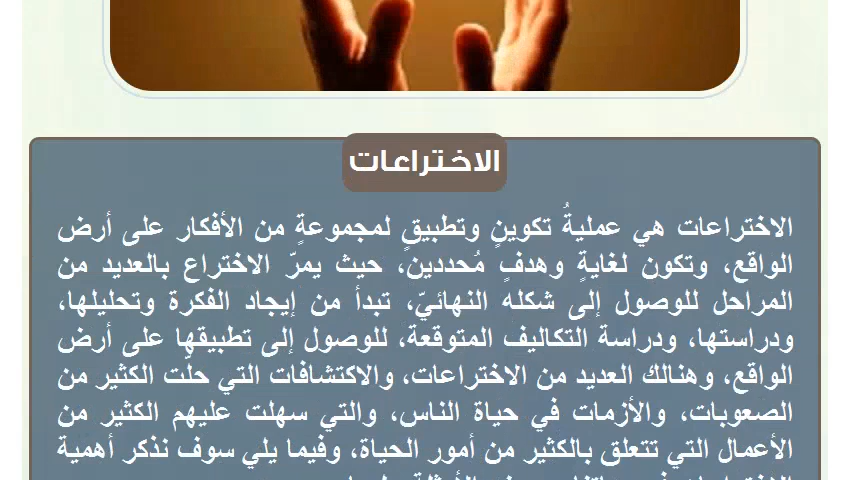 الاختراعات
الاختراعات هي عمليةُ تكوينٍ وتطبيقٍ لمجموعةٍ من الأفكار على أرض
الواقع، وتكون لغايةٍ وهدفٍ مُحددين، حيث يمرّ الاختراع بالعديد من
المراحل للوصول إلى شكله النهائيّ، تبدأ من إيجاد الفكرة وتحليلها،
ودراستها، ودراسة التكاليف المتوقعة، للوصول إلى تطبيقها على أرض
الواقع، وهنالك العديد من الاختراعات، والاكتشافات التي حلّت الكثير من
الصعوبات، والأزمات في حياة الناس، والتي سهلت عليهم الكثير من
الأعمال التي تتعلق بالكثير من أمور الحياة، وفيما يلي سوف نذكر أهمية